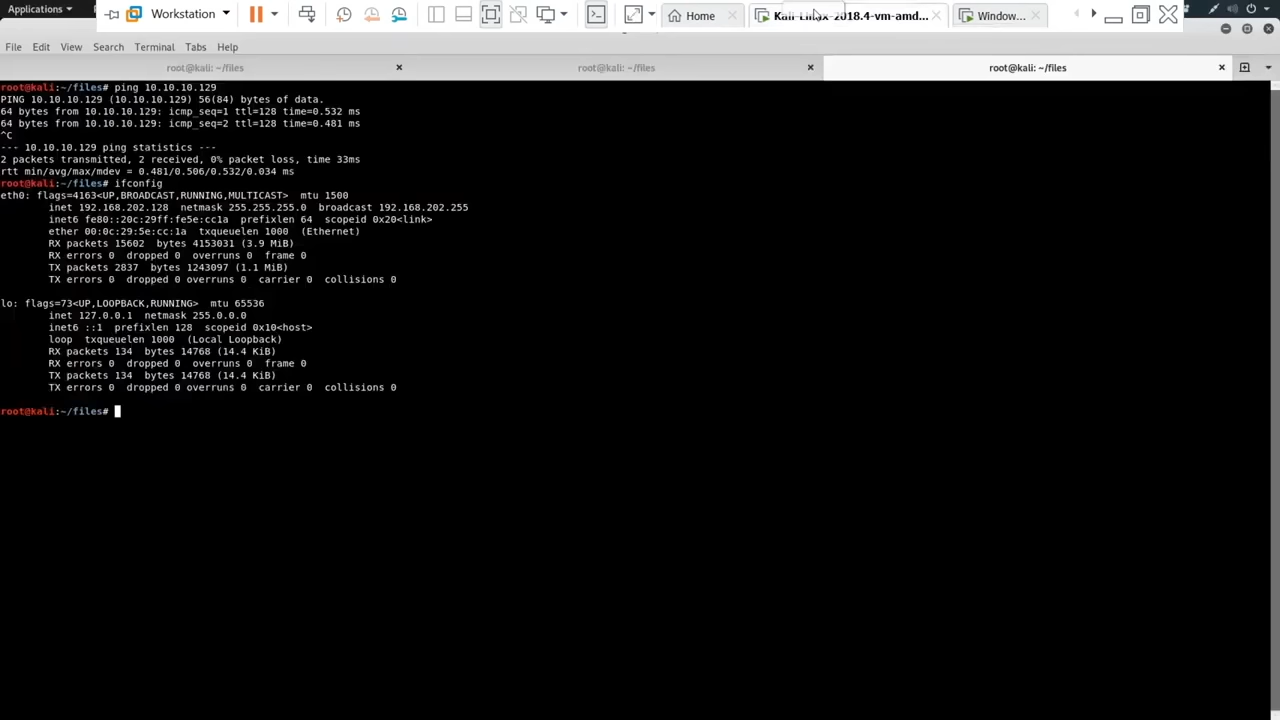 Applications
Workstation
Home
Kali-Linux-2018.4-vm-amd...
Window...
File Edit View Search Terminal Tabs Help
root@kali: ~/files
root@kali: ~/files
root@kali: ~/files
root@kali:~/files# ping 10.10.10.129
PING 10.10.10.129 (10.10.10.129) 56(84) bytes of data.
64 bytes from 10.10.10.129: icmp_seq=1 ttl=128 time=0.532 ms
64 bytes from 10.10.10.129: icmp_seq=2 ttl=128 time=0.481 ms
^C
--- 10.10.10.129 ping statistics ---
2 packets transmitted, 2 received, 0% packet loss, time 33ms
rtt min/avg/max/mdev = 0.481/0.506/0.532/0.034 ms
root@kali:~/files# ifconfig
eth0: flags=4163<UP,BROADCAST,RUNNING,MULTICAST>  mtu 1500
inet 192.168.202.128  netmask 255.255.255.0  broadcast 192.168.202.255
inet6 fe80::20c:29ff:fe5e:cc1a  prefixlen 64  scopeid 0x20<link>
ether 00:0c:29:5e:cc:1a  txqueuelen 1000  (Ethernet)
RX packets 15602  bytes 4153031 (3.9 MiB)
RX errors 0  dropped 0  overruns 0  frame 0
TX packets 2837  bytes 1243097 (1.1 MiB)
TX errors 0  dropped 0 overruns 0  carrier 0  collisions 0
lo: flags=73<UP,LOOPBACK,RUNNING>  mtu 65536
inet 127.0.0.1  netmask 255.0.0.0
inet6 ::1  prefixlen 128  scopeid 0x10<host>
loop  txqueuelen 1000  (Local Loopback)
RX packets 134  bytes 14768 (14.4 KiB)
RX errors 0  dropped 0  overruns 0  frame 0
TX packets 134  bytes 14768 (14.4 KiB)
TX errors 0  dropped 0 overruns 0  carrier 0  collisions 0
root@kali:~/files#